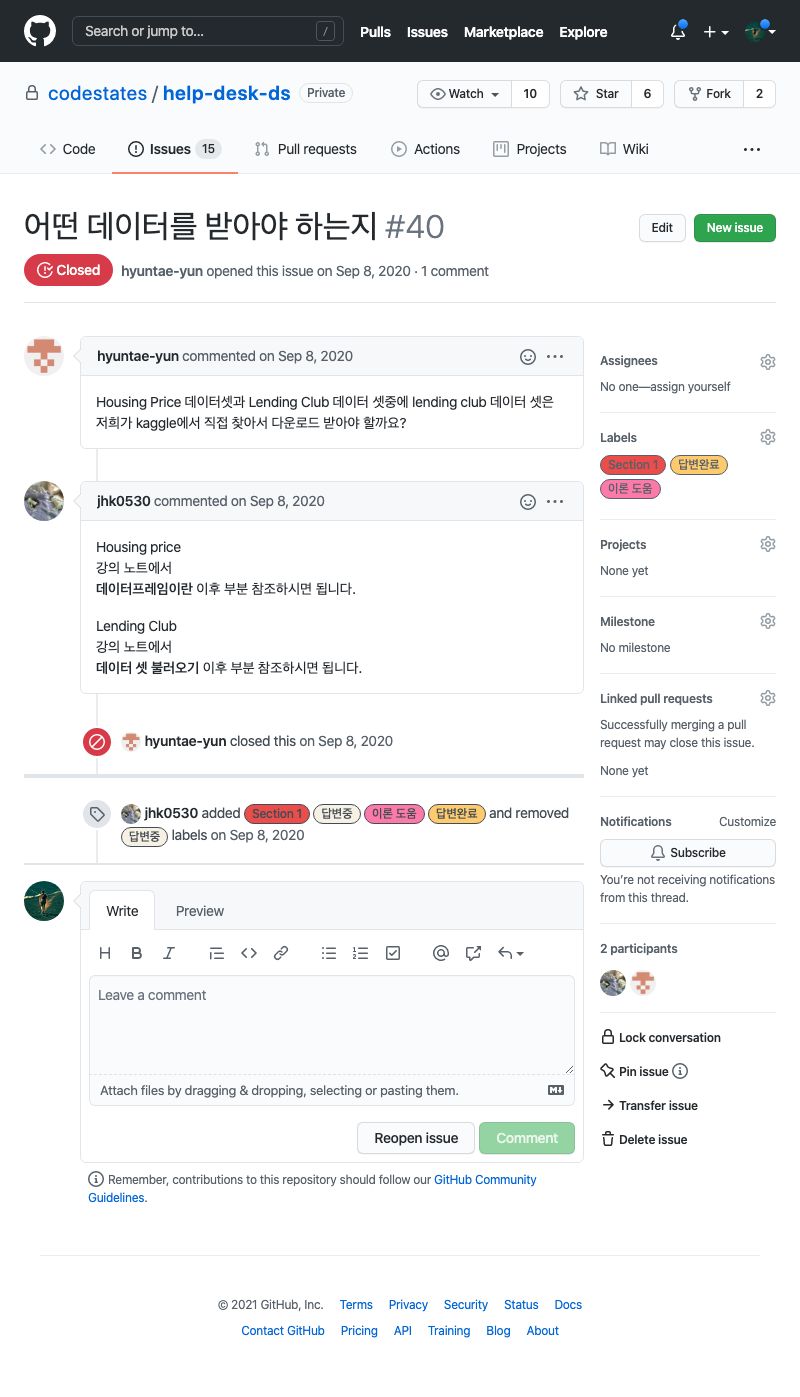 Search or jump to... /
Pulls Issues Marketplace Explore
codestates / help-desk-ds Private
Watch 10 Star 6 Fork 2
Code Issues 15 Pull requests Actions Projects Wiki
어떤 데이터를 받아야 하는지 #40
Edit New issue
Closed hyuntae-yun opened this issue on Sep 8, 2020 · 1 comment
hyuntae-yun commented on Sep 8, 2020
Housing Price 데이터셋과 Lending Club 데이터 셋중에 lending club 데이터 셋은
저희가 kaggle에서 직접 찾아서 다운로드 받아야 할까요?
jhk0530 commented on Sep 8, 2020
Housing price
강의 노트에서
데이터프레임이란 이후 부분 참조하시면 됩니다.
Lending Club
강의 노트에서
데이터 셋 불러오기 이후 부분 참조하시면 됩니다.
hyuntae-yun closed this on Sep 8, 2020
jhk0530 added Section 1 답변중 이론 도움 답변완료 and removed
답변중 labels on Sep 8, 2020
Write Preview
Leave a comment
Attach files by dragging & dropping, selecting or pasting them.
Reopen issue Comment
Remember, contributions to this repository should follow our GitHub Community
Guidelines.
Assignees
No one—assign yourself
Labels
Section 1 답변완료
이론 도움
Projects
None yet
Milestone
No milestone
Linked pull requests
Successfully merging a pull
request may close this issue.
None yet
Notifications Customize
Subscribe
You're not receiving notifications
from this thread.
2 participants
Lock conversation
Pin issue
Transfer issue
Delete issue
© 2021 GitHub, Inc. Terms Privacy Security Status Docs
Contact GitHub Pricing API Training Blog About